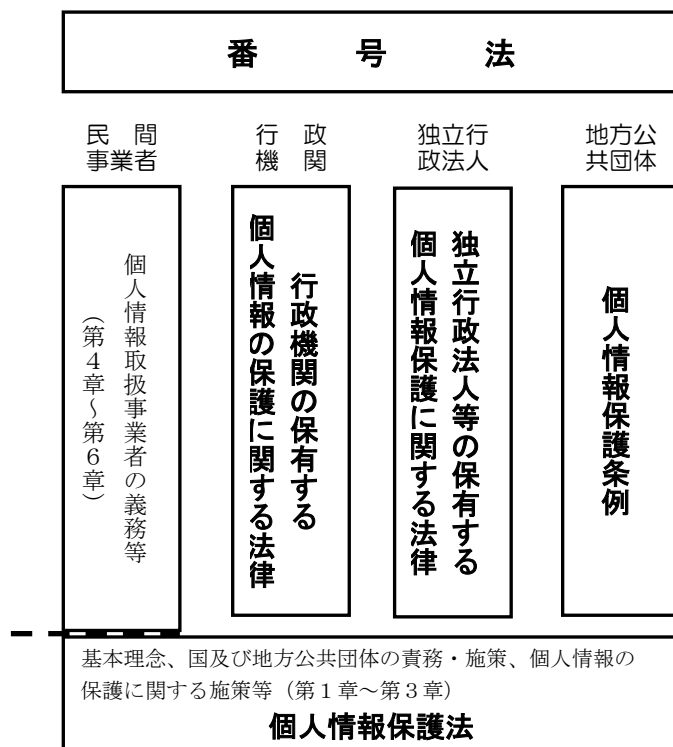 番号法
民間
事業者
行政
機関
独立行
政法人
地方公
共団体
個人情報取扱事業者の義務等
（第４章～第６章）
行政機関の保有する
個人情報の保護に関する法律
独立行政法人等の保有する
個人情報保護に関する法律
個人情報保護条例
基本理念、国及び地方公共団体の責務・施策、個人情報の
保護に関する施策等（第１章～第３章）
個人情報保護法